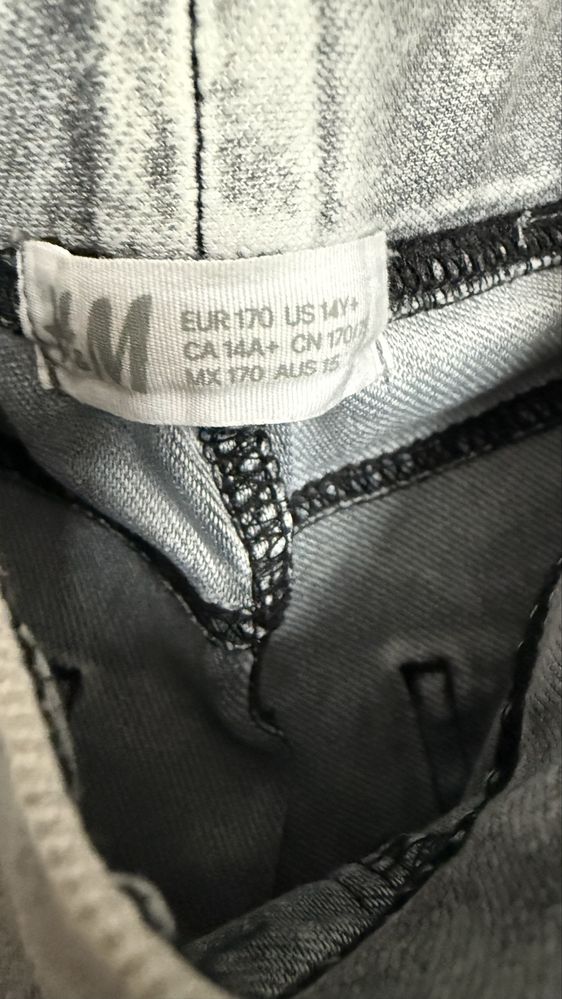 H&M
EUR 170 US 14Y+
CA 14A+ CN 170/
MX 170 AUS 15